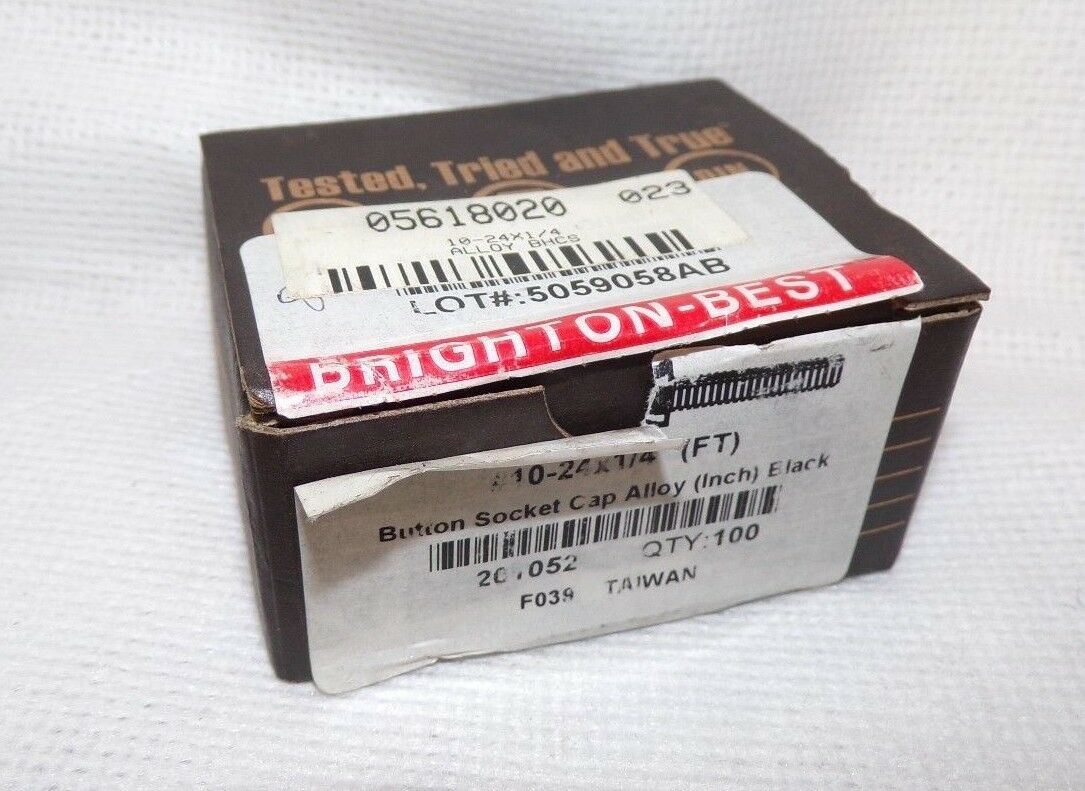 Tested, Tried and True
05618020 023
10-24X1/4
ALLOY BHCS
LOT#:5059058AB
BRIGHTON-BEST
#10-24x1/4 (FT)
Button Socket Cap Alloy (Inch) Black
QTY:100
F039 TAIWAN